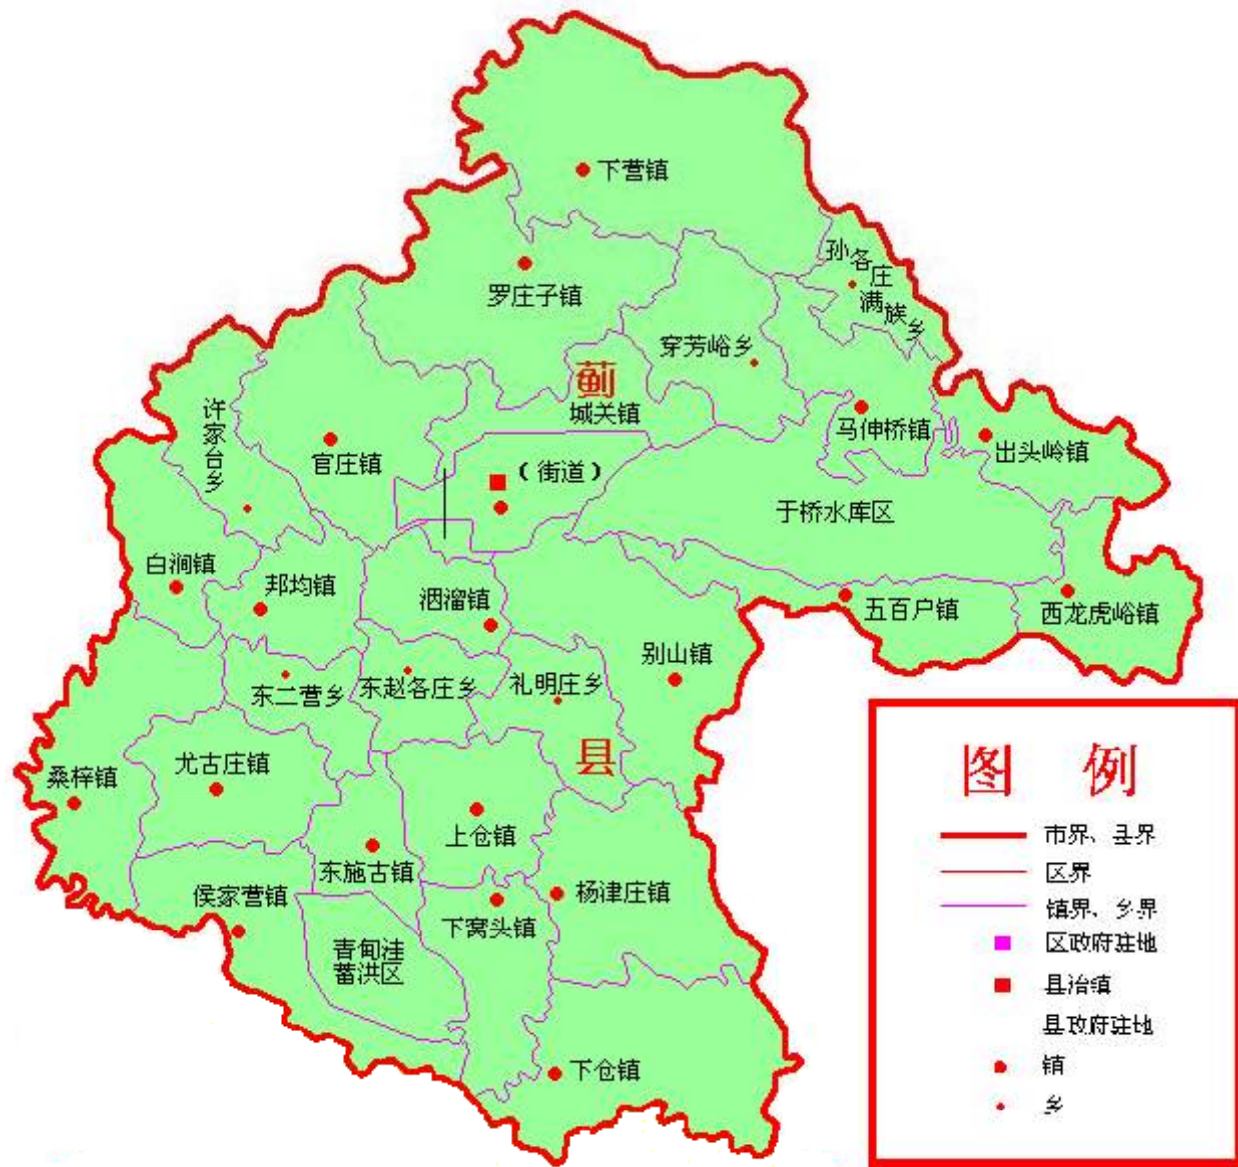 下营镇
孙各庄
满族乡
罗庄子镇
穿芳峪乡
蓟
城关镇
许家台乡
马伸桥镇
出头岭镇
官庄镇
（街道）
于桥水库区
白涧镇
邦均镇
洇溜镇
五百户镇
西龙虎峪镇
别山镇
东二营乡
东赵各庄乡
礼明庄乡
县
尤古庄镇
桑梓镇
上仓镇
东施古镇
侯家营镇
杨津庄镇
下窝头镇
青甸洼
蓄洪区
下仓镇
图 例
市界、县界
区界
镇界、乡界
区政府驻地
县治镇
县政府驻地
镇
乡